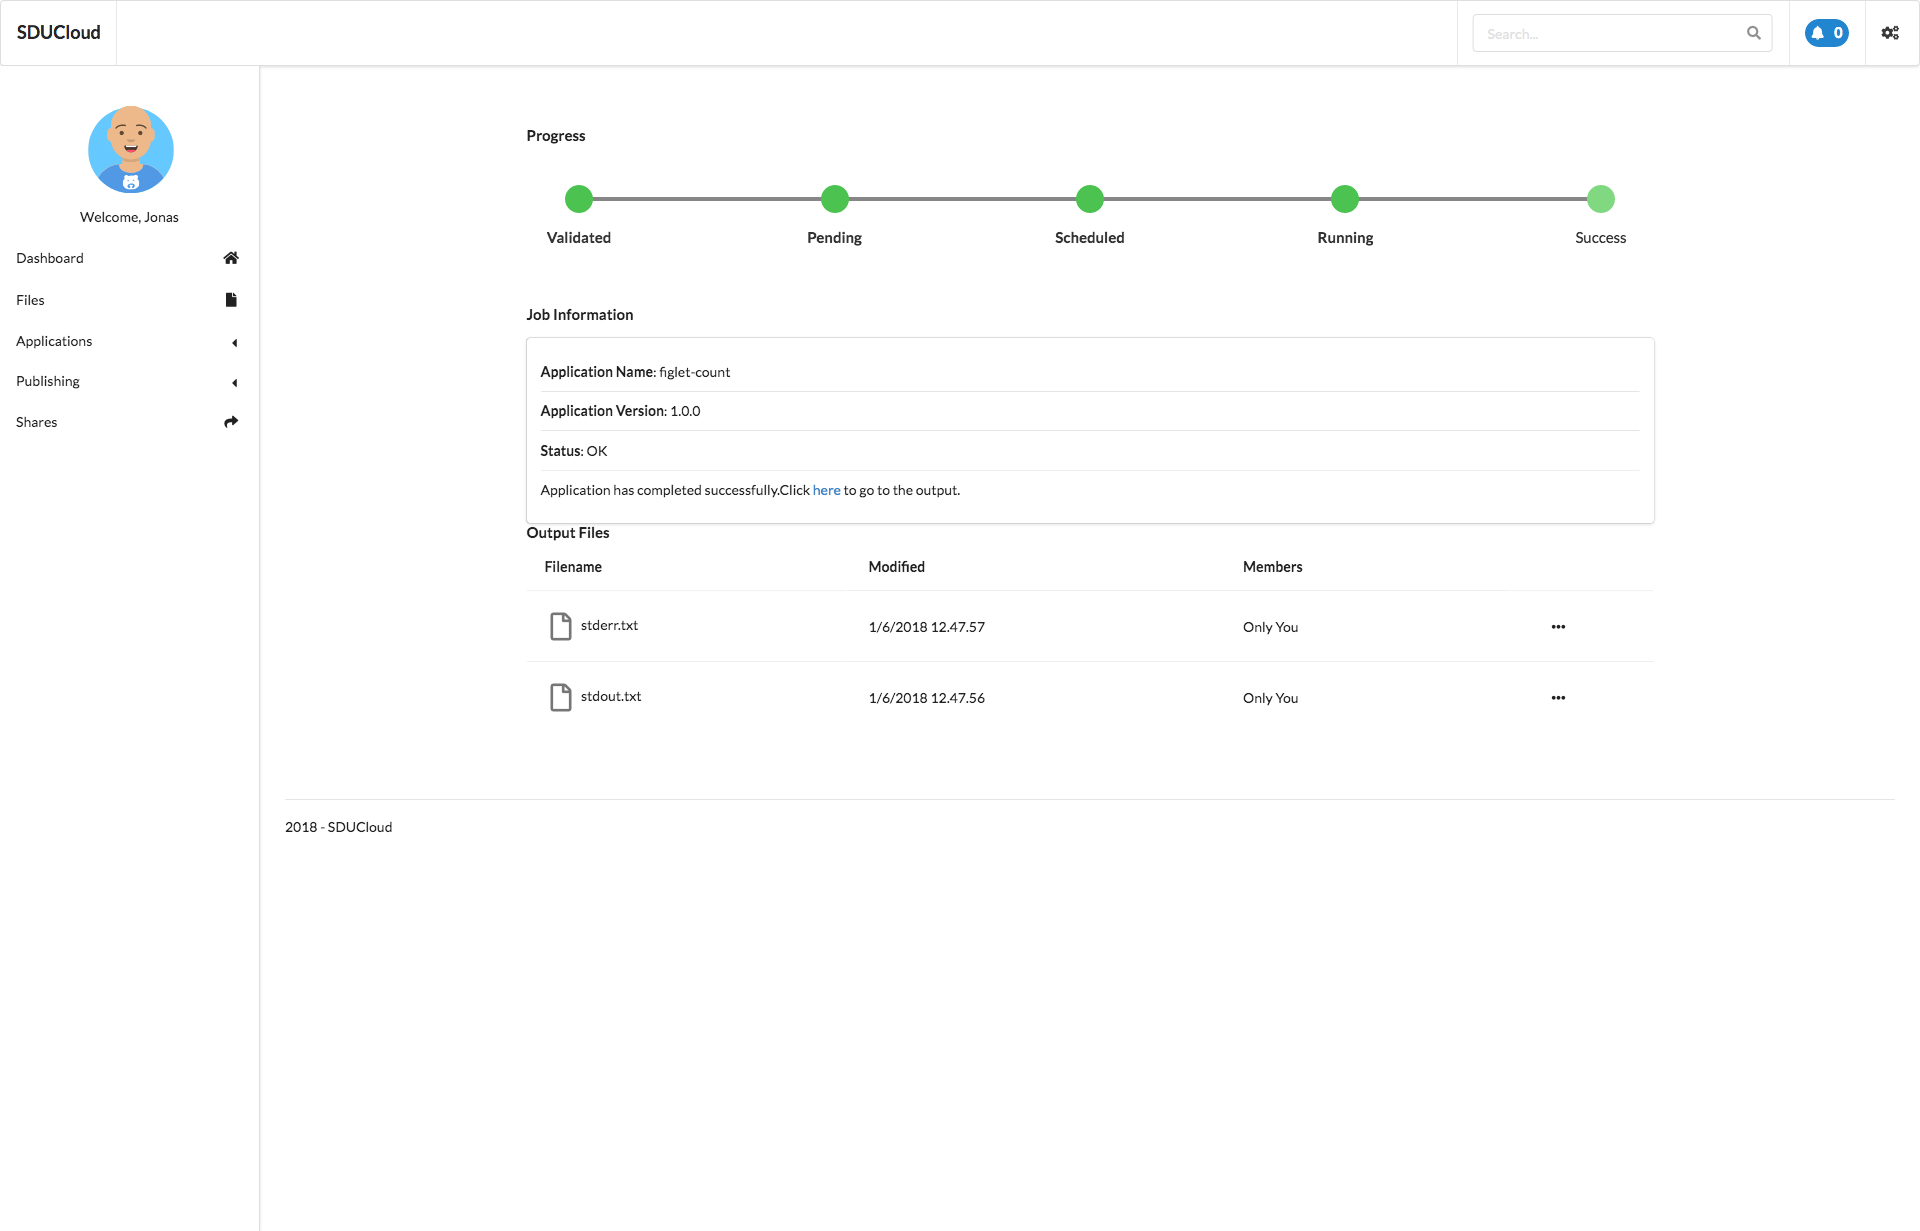 SDUCloud
Search...
0
Welcome, Jonas
Dashboard
Files
Applications
Publishing
Shares
Progress
Validated Pending Scheduled Running Success
Job Information
Application Name: figlet-count
Application Version: 1.0.0
Status: OK
Application has completed successfully.Click here to go to the output.
Output Files
Filename Modified Members
stderr.txt 1/6/2018 12.47.57 Only You
stdout.txt 1/6/2018 12.47.56 Only You
2018 - SDUCloud